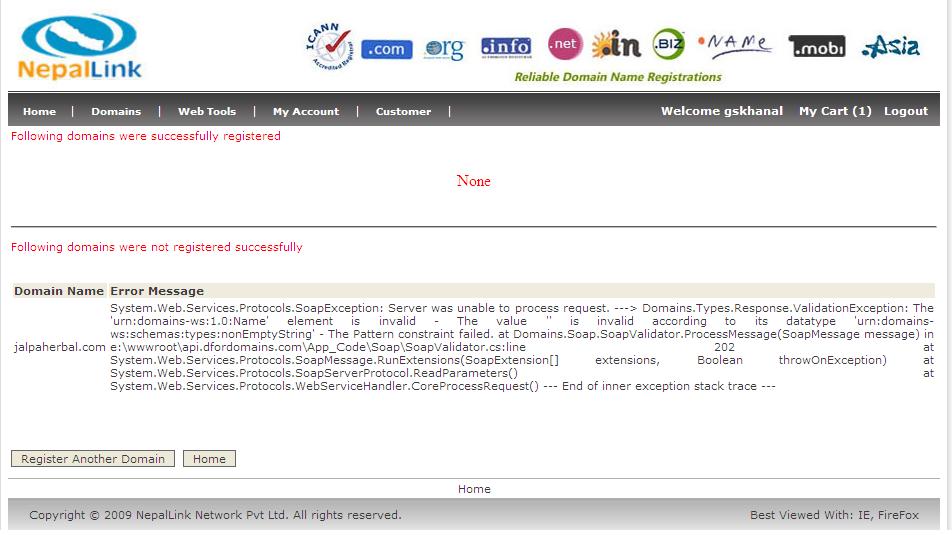 NepalLink
ICANN
Accredited Registrar
.com
.org
.info
.net
.in
.BIZ
.NAME
.mobi
.Asia
Reliable Domain Name Registrations
Home | Domains | Web Tools | My Account | Customer | Welcome gskhanal My Cart (1) Logout
Following domains were successfully registered
None
Following domains were not registered successfully
Domain Name Error Message
System.Web.Services.Protocols.SoapException: Server was unable to process request. ---> Domains.Types.Response.ValidationException: The
'urn:domains-ws:1.0:Name' element is invalid - The value '' is invalid according to its datatype 'urn:domains-
ws:schemas:types:nonEmptyString' - The Pattern constraint failed. at Domains.Soap.SoapValidator.ProcessMessage(SoapMessage message) in
jalpaherbal.com e:\wwwroot\api.dfordomains.com\App_Code\Soap\SoapValidator.cs:line 202 at
System.Web.Services.Protocols.SoapMessage.RunExtensions(SoapExtension[] extensions, Boolean throwOnException) at
System.Web.Services.Protocols.SoapServerProtocol.ReadParameters() at
System.Web.Services.Protocols.WebServiceHandler.CoreProcessRequest() --- End of inner exception stack trace ---
Register Another Domain Home
Home
Copyright © 2009 NepalLink Network Pvt Ltd. All rights reserved. Best Viewed With: IE, FireFox